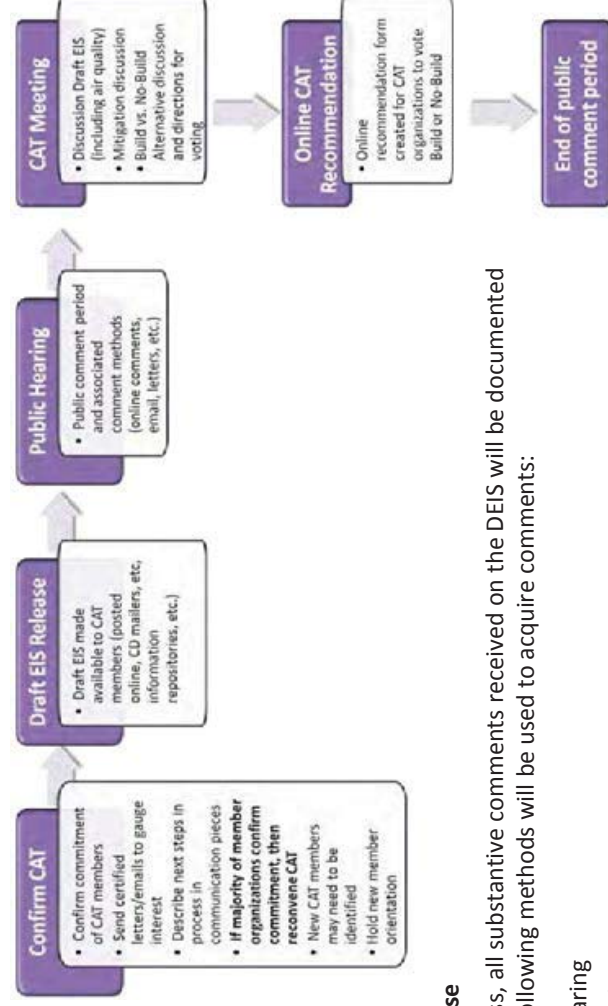 Confirm CAT
• Confirm commitment
of CAT members
• Send certified
letters/emails to gauge
interest
• Describe next steps in
process in
communication pieces
• If majority of member
organizations confirm
commitment, then
reconvene CAT
• New CAT members
may need to be
identified
• Hold new member
orientation
Draft EIS Release
• Draft EIS made
available to CAT
members (posted
online, CD mailers, etc,
information
repositories, etc.)
Public Hearing
• Public comment period
and associated
comment methods
(online comments,
email, letters, etc.)
CAT Meeting
• Discussion Draft EIS
(including air quality)
• Mitigation discussion
• Build vs. No-Build
Alternative discussion
and directions for
voting
Online CAT
Recommendation
• Online
recommendation form
created for CAT
organizations to vote
Build or No-Build
End of public
comment period
se
ss, all substantive comments received on the DEIS will be documented
ollowing methods will be used to acquire comments:
aring